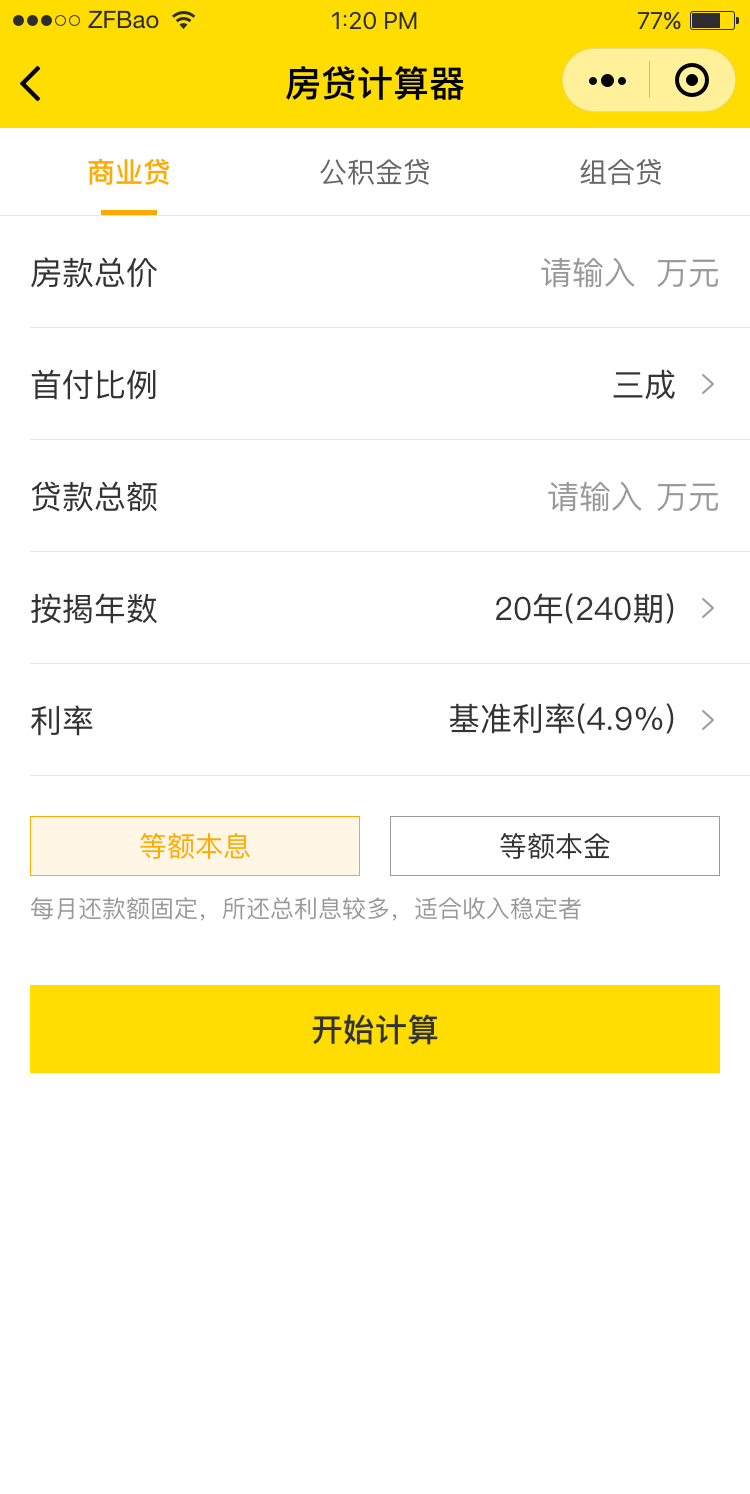 ZFBao 1:20 PM 77%
房贷计算器
商业贷 公积金贷 组合贷
房款总价 请输入 万元
首付比例 三成
贷款总额 请输入 万元
按揭年数 20年(240期)
利率 基准利率(4.9%)
等额本息 等额本金
每月还款额固定，所还总利息较多，适合收入稳定者
开始计算